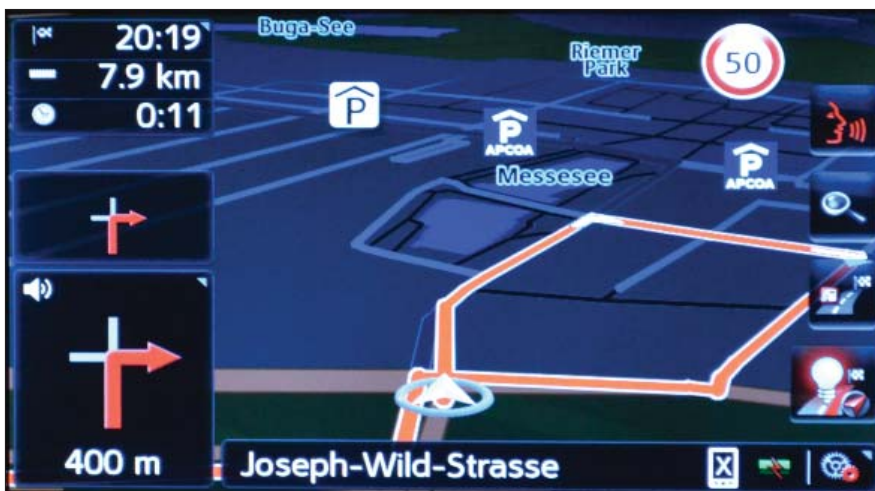 20:19
7.9 km
0:11
Buga-See
Riemer
Park
50
P
P
APCOA
P
APCOA
Messesee
400 m
Joseph-Wild-Strasse
X